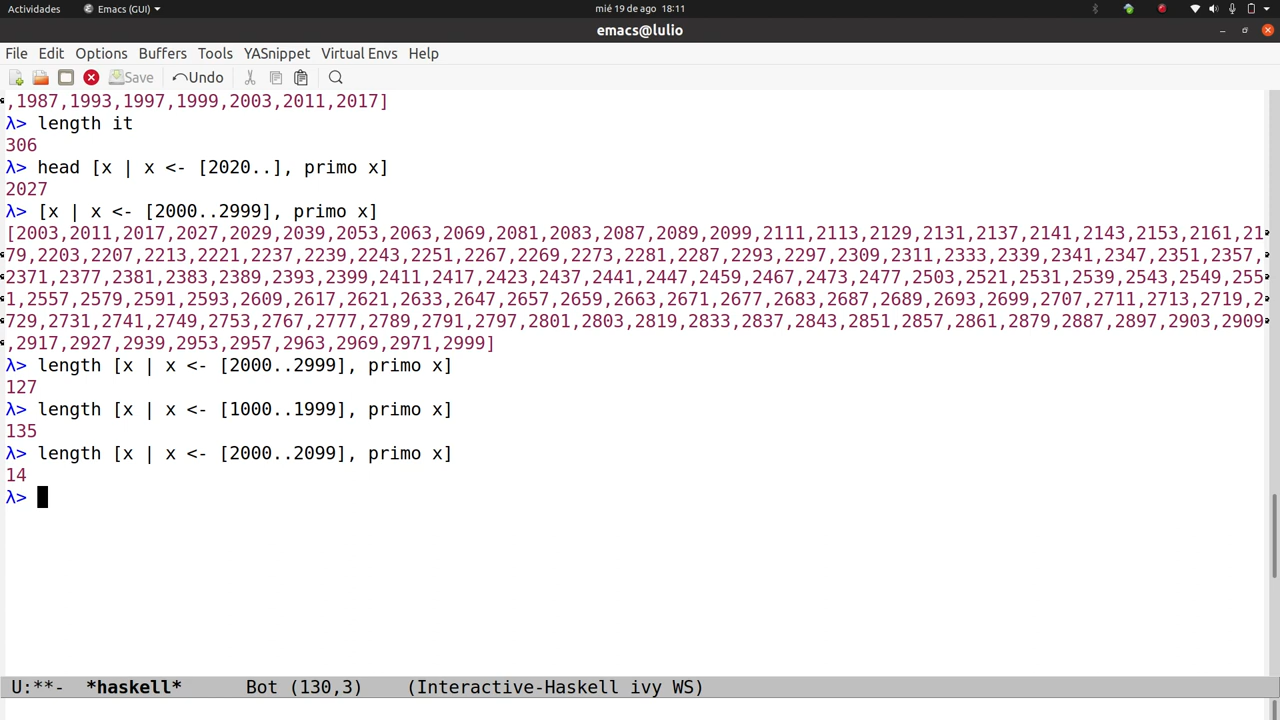 Actividades Emacs (GUI) mié 19 de ago 18:11
emacs@lulio
File Edit Options Buffers Tools YASnippet Virtual Envs Help
Save Undo
,1987,1993,1997,1999,2003,2011,2017]
λ> length it
306
λ> head [x | x <- [2020..], primo x]
2027
λ> [x | x <- [2000..2999], primo x]
[2003,2011,2017,2027,2029,2039,2053,2063,2069,2081,2083,2087,2089,2099,2111,2113,2129,2131,2137,2141,2143,2153,2161,21
79,2203,2207,2213,2221,2237,2239,2243,2251,2267,2269,2273,2281,2287,2293,2297,2309,2311,2333,2339,2341,2347,2351,2357,
2371,2377,2381,2383,2389,2393,2399,2411,2417,2423,2437,2441,2447,2459,2467,2473,2477,2503,2521,2531,2539,2543,2549,255
1,2557,2579,2591,2593,2609,2617,2621,2633,2647,2657,2659,2663,2671,2677,2683,2687,2689,2693,2699,2707,2711,2713,2719,2
729,2731,2741,2749,2753,2767,2777,2789,2791,2797,2801,2803,2819,2833,2837,2843,2851,2857,2861,2879,2887,2897,2903,2909
,2917,2927,2939,2953,2957,2963,2969,2971,2999]
λ> length [x | x <- [2000..2999], primo x]
127
λ> length [x | x <- [1000..1999], primo x]
135
λ> length [x | x <- [2000..2099], primo x]
14
λ>
U:**- *haskell* Bot (130,3) (Interactive-Haskell ivy WS)